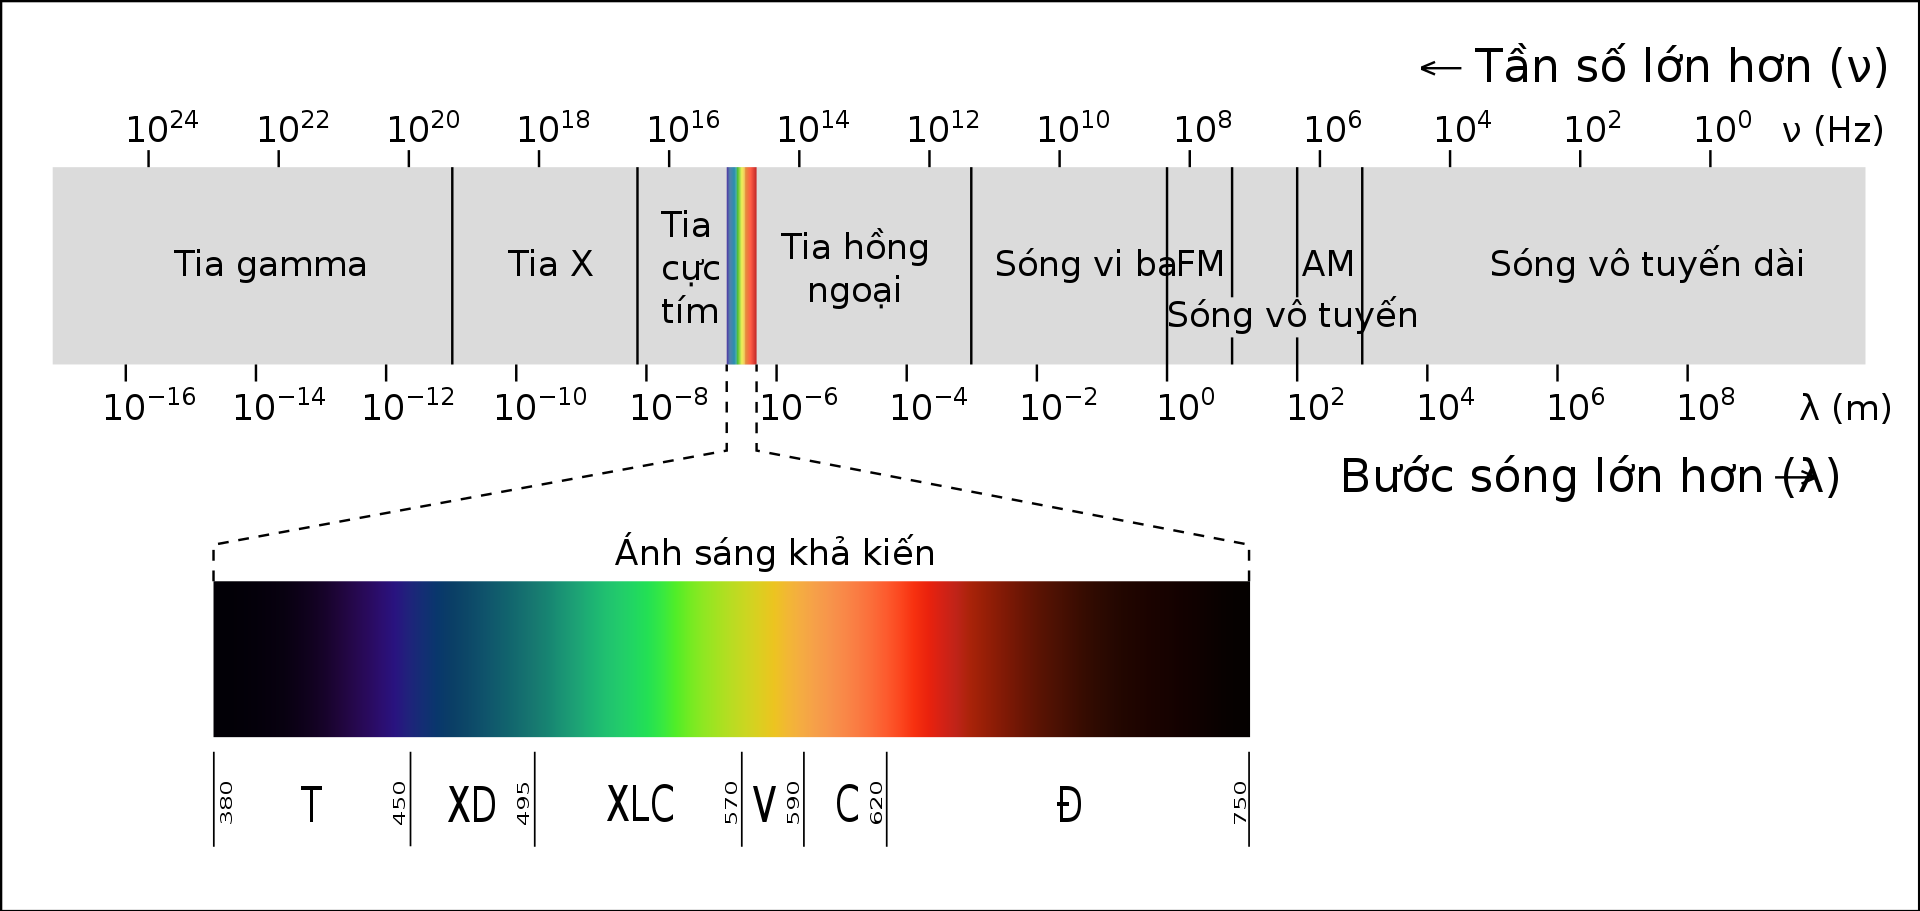 ← Tần số lớn hơn (ν)
10²⁴ 10²² 10²⁰ 10¹⁸ 10¹⁶ 10¹⁴ 10¹² 10¹⁰ 10⁸ 10⁶ 10⁴ 10² 10⁰ ν (Hz)
Tia gamma
Tia X
Tia
cực
tím
Tia hồng
ngoại
Sóng vi ba
FM
AM
Sóng vô tuyến
Sóng vô tuyến dài
10⁻¹⁶ 10⁻¹⁴ 10⁻¹² 10⁻¹⁰ 10⁻⁸ 10⁻⁶ 10⁻⁴ 10⁻² 10⁰ 10² 10⁴ 10⁶ 10⁸ λ (m)
Bước sóng lớn hơn (λ) →
Ánh sáng khả kiến
380 T 450 XD 495 XLC 570 V 590 C 620 Đ 750